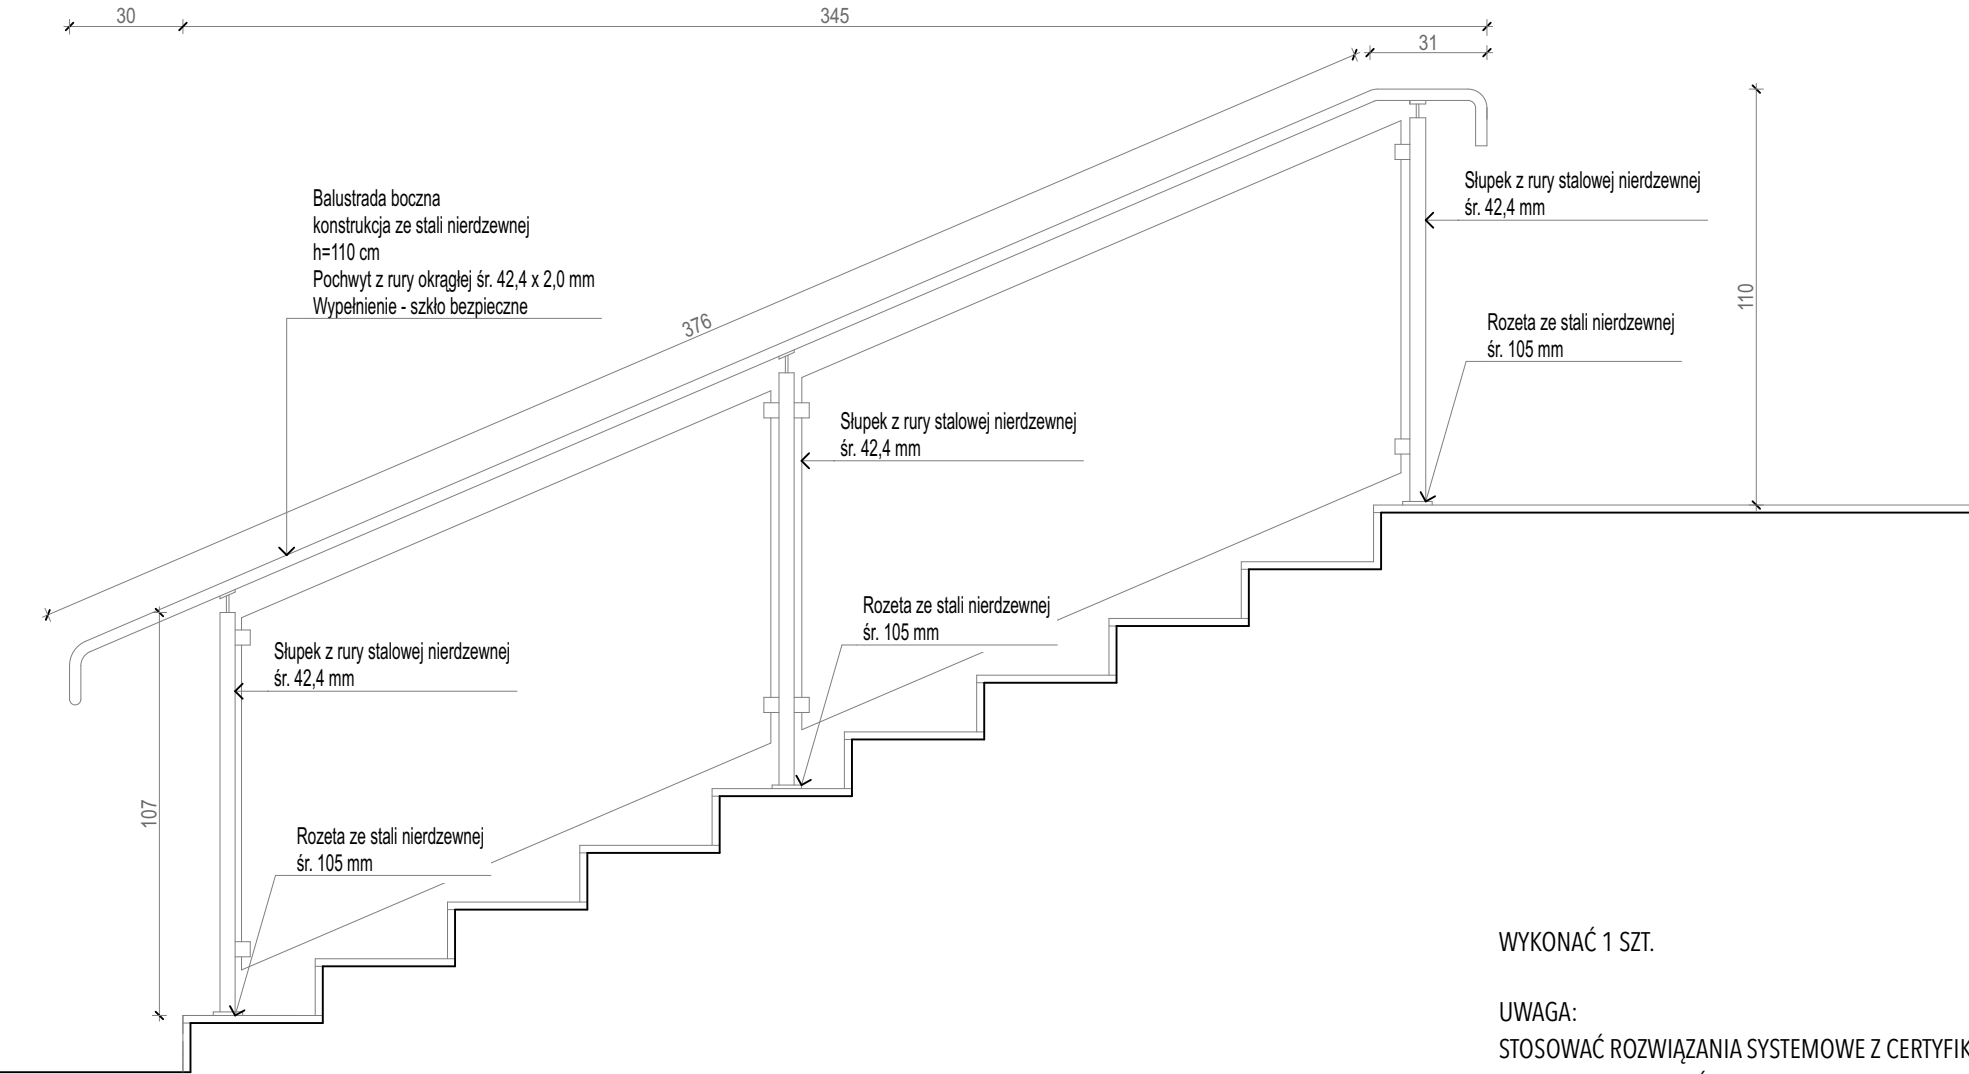 30
345
31
Balustrada boczna
konstrukcja ze stali nierdzewnej
h=110 cm
Pochwyt z rury okrągłej śr. 42,4 x 2,0 mm
Wypełnienie - szkło bezpieczne
376
Słupek z rury stalowej nierdzewnej
śr. 42,4 mm
110
Rozeta ze stali nierdzewnej
śr. 105 mm
Słupek z rury stalowej nierdzewnej
śr. 42,4 mm
Rozeta ze stali nierdzewnej
śr. 105 mm
Słupek z rury stalowej nierdzewnej
śr. 42,4 mm
107
Rozeta ze stali nierdzewnej
śr. 105 mm
WYKONAĆ 1 SZT.
UWAGA:
STOSOWAĆ ROZWIĄZANIA SYSTEMOWE Z CERTYFIK